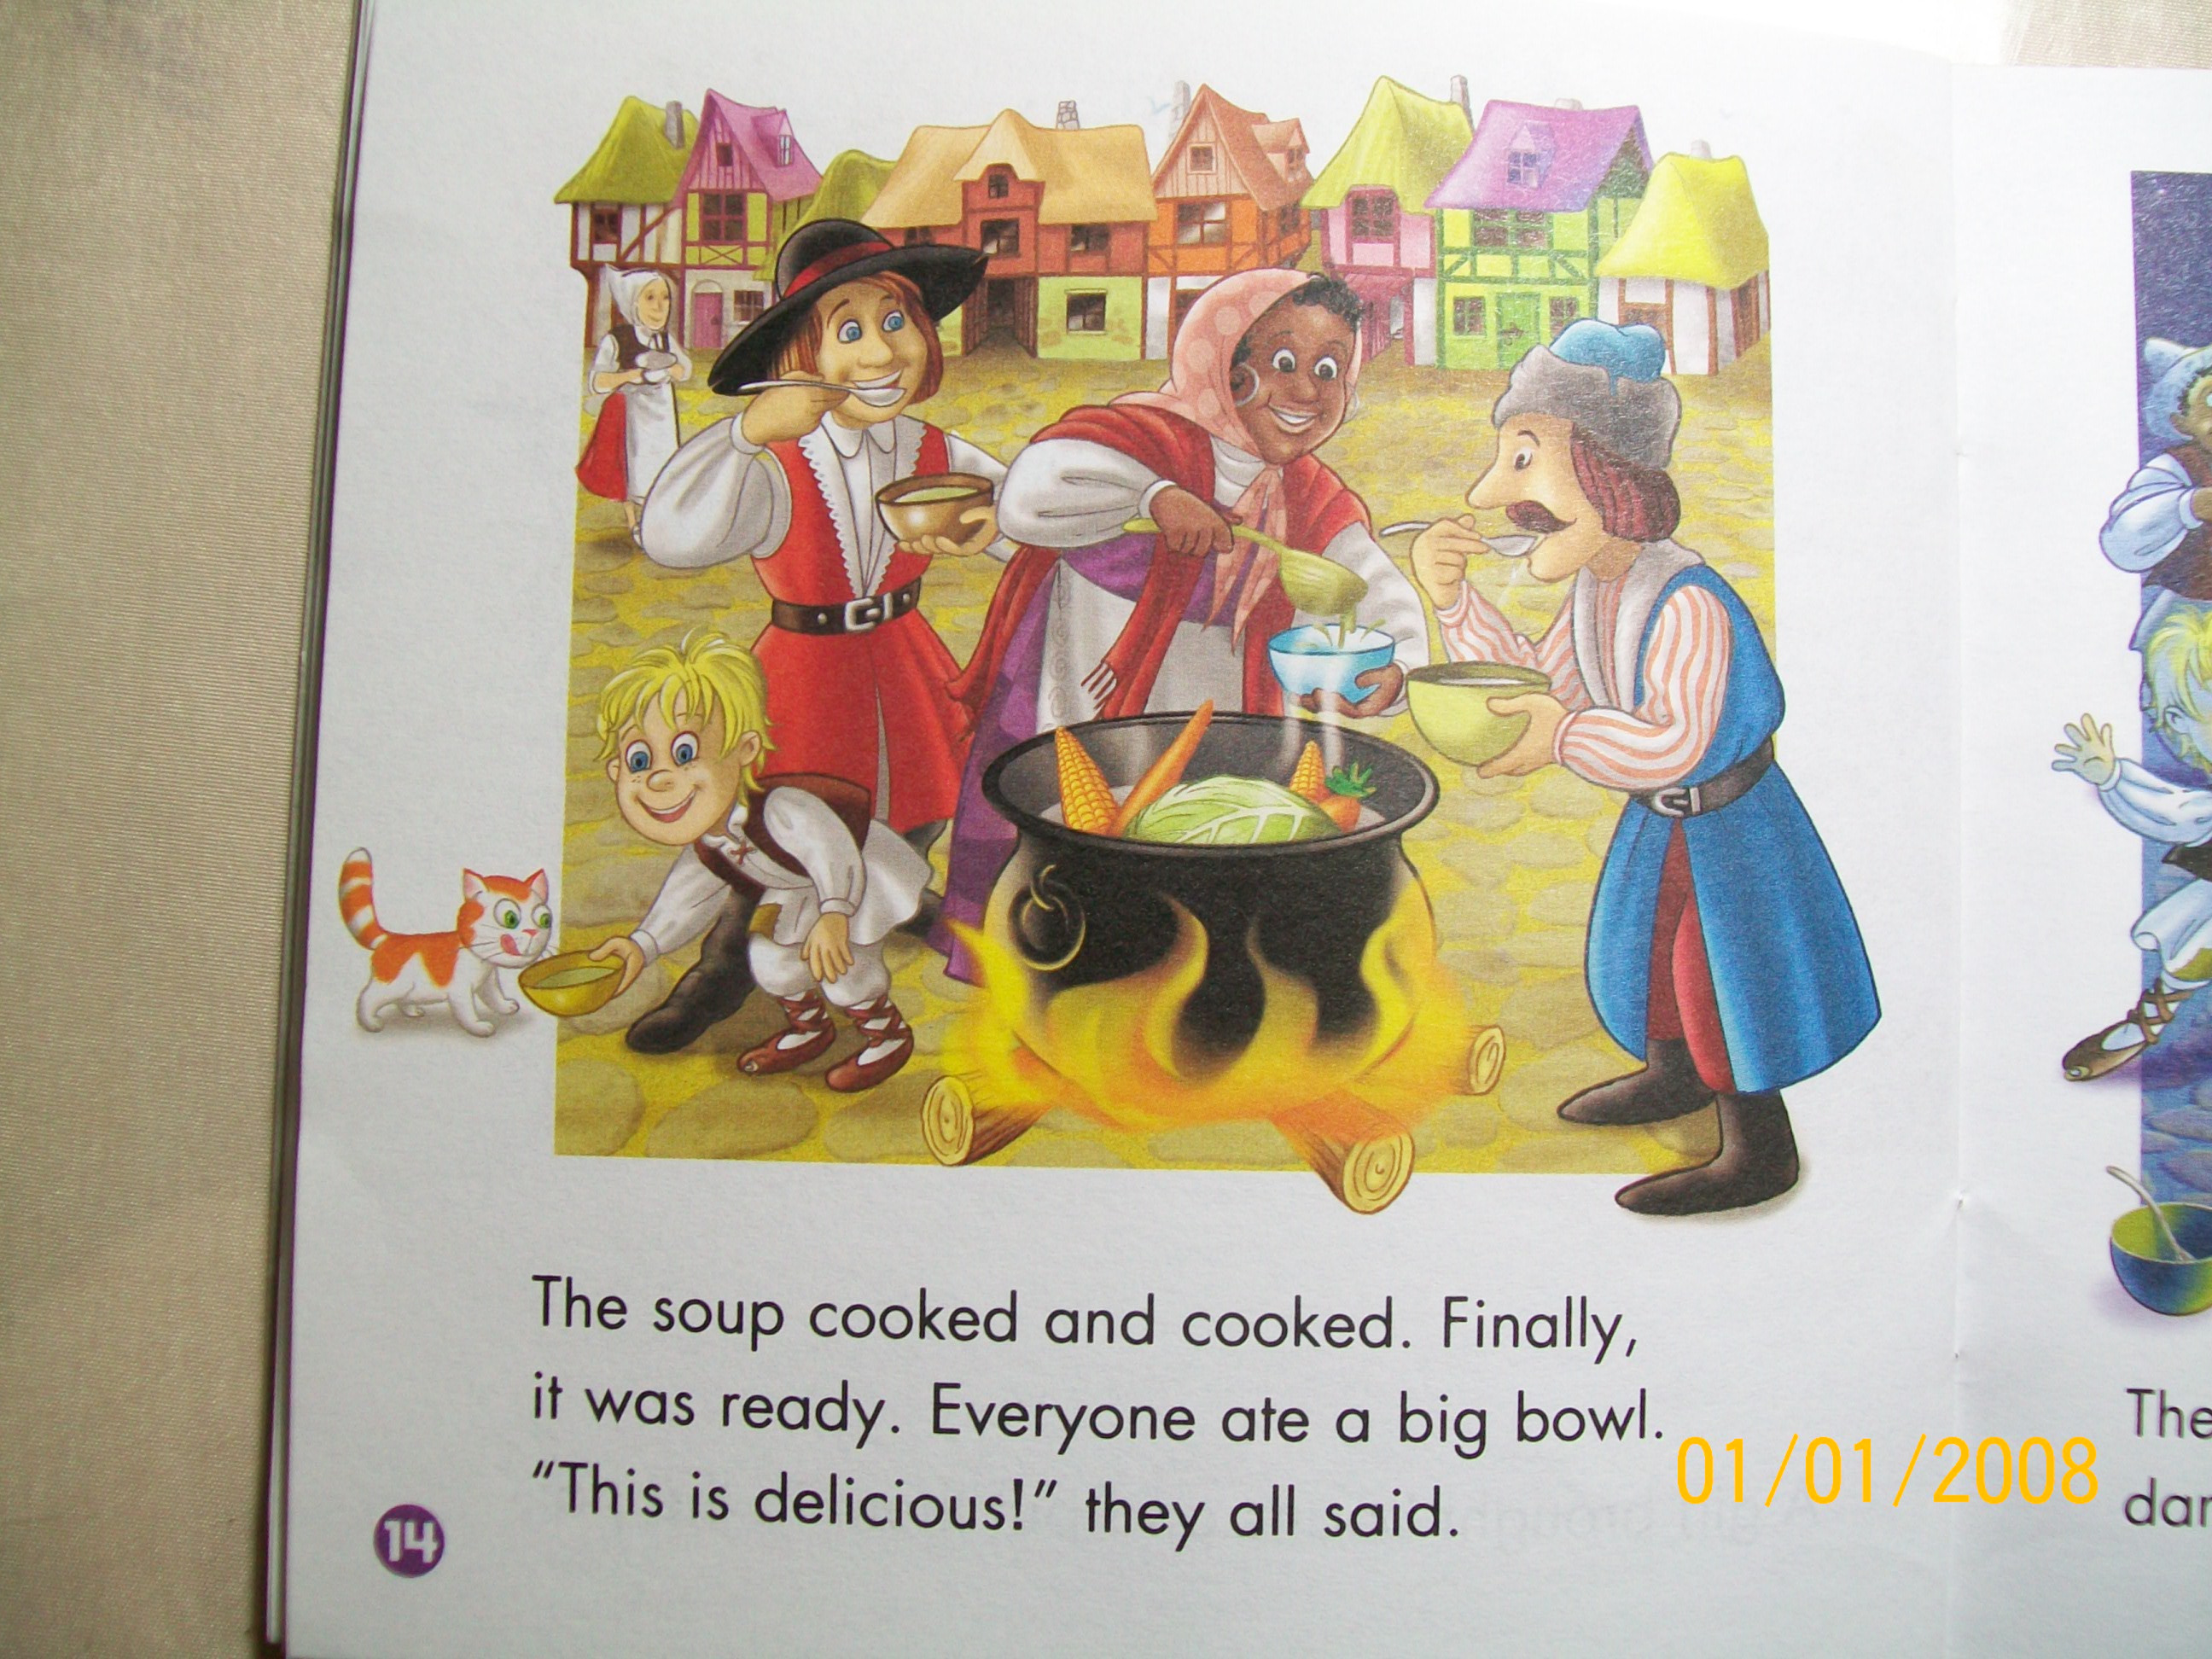 The soup cooked and cooked. Finally,
it was ready. Everyone ate a big bowl.
"This is delicious!" they all said.
14
The
01/01/2008